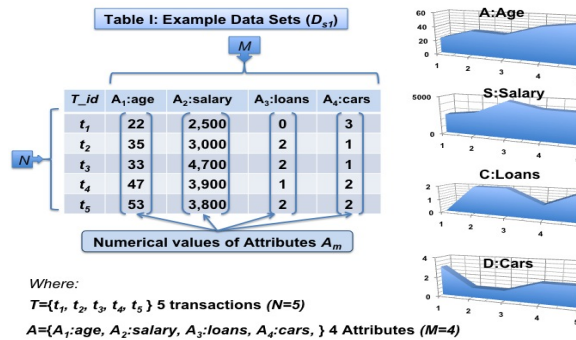 Table I: Example Data Sets (Ds1)
M
T_id A1:age A2:salary A3:loans A4:cars
N
t1 22 2,500 0 3
t2 35 3,000 2 1
t3 33 4,700 2 1
t4 47 3,900 1 2
t5 53 3,800 2 2
Numerical values of Attributes Am
Where:
T={t1, t2, t3, t4, t5 } 5 transactions (N=5)
A={A1:age, A2:salary, A3:loans, A4:cars, } 4 Attributes (M=4)
A:Age
60
40
20
0
1 2 3 4
S:Salary
5000
0
1 2 3 4
C:Loans
2
1
0
1 2 3 4
D:Cars
4
2
0
1 2 3 4